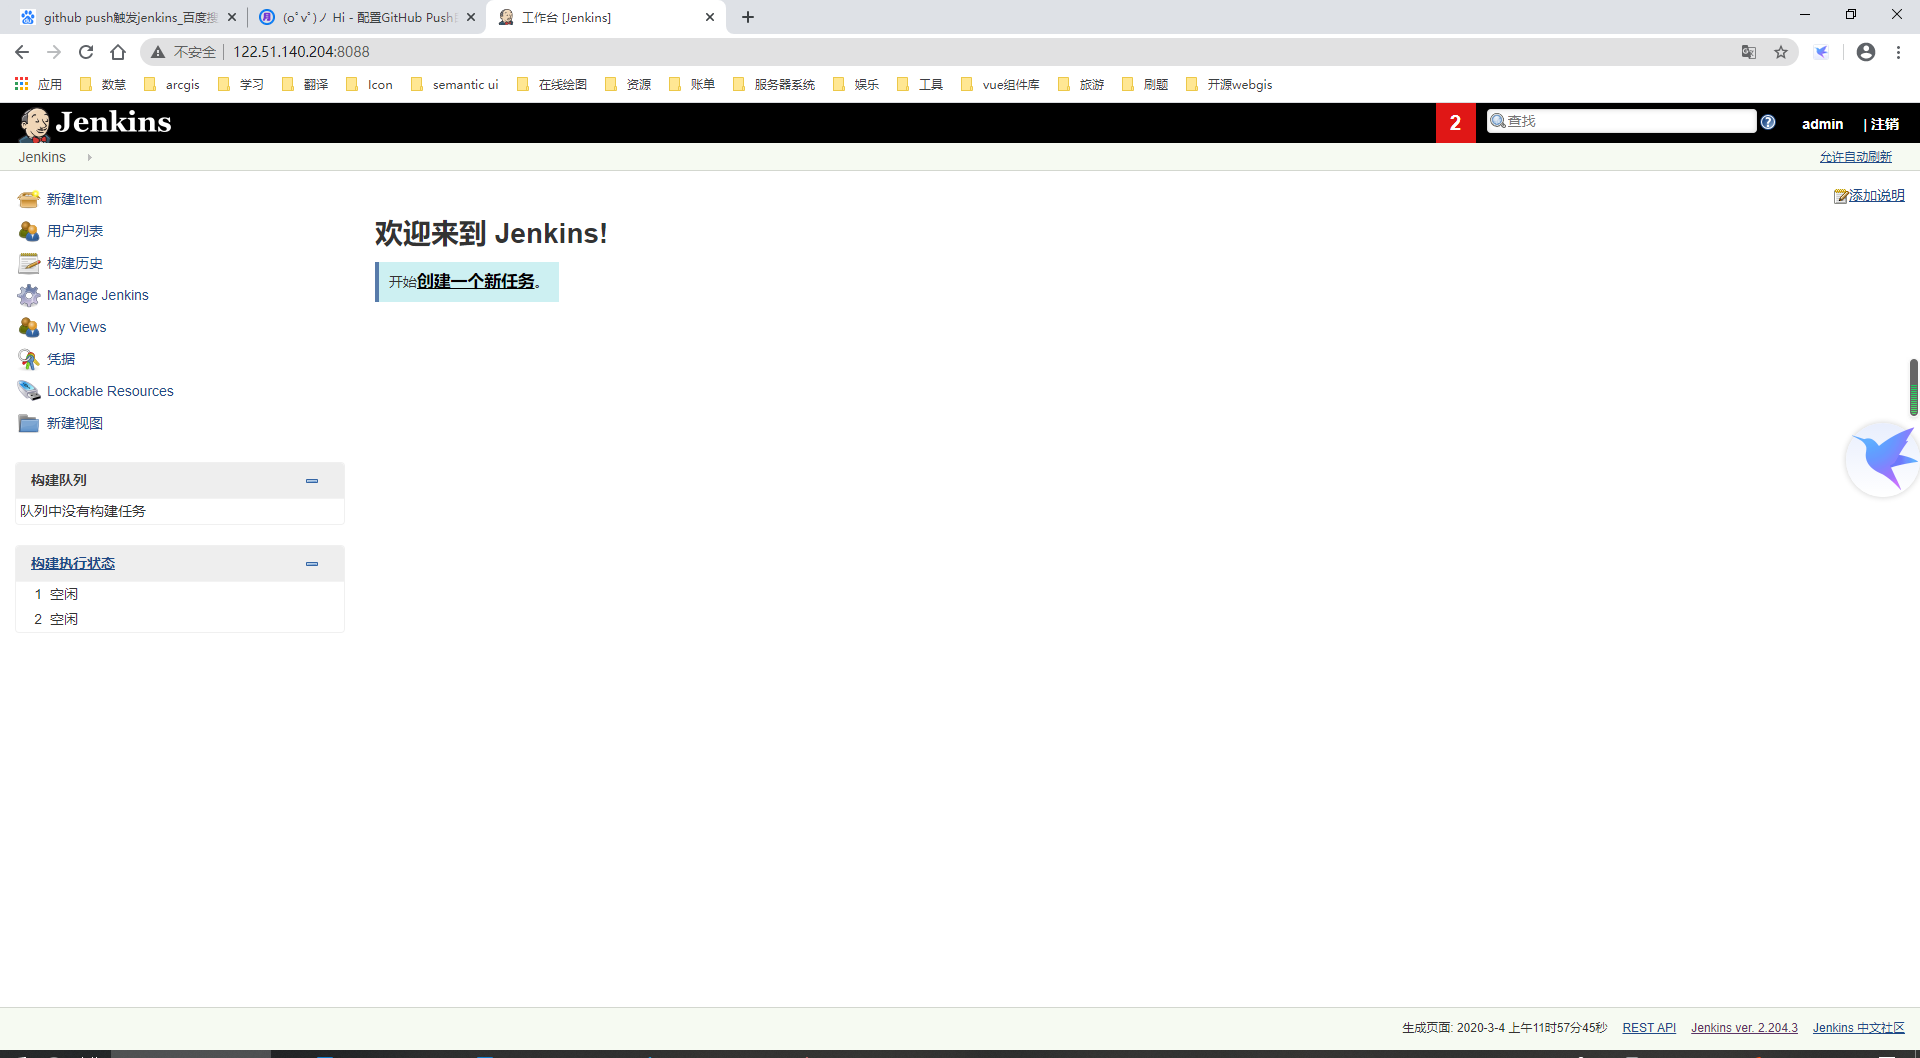 github push触发jenkins_百度搜
(oﾟvﾟ)ノ Hi - 配置GitHub Push
工作台 [Jenkins]
不安全 | 122.51.140.204:8088
应用 数慧 arcgis 学习 翻译 Icon semantic ui 在线绘图 资源 账单 服务器系统 娱乐 工具 vue组件库 旅游 刷题 开源webgis
Jenkins
2
查找
admin
| 注销
Jenkins
允许自动刷新
新建Item
用户列表
构建历史
Manage Jenkins
My Views
凭据
Lockable Resources
新建视图
添加说明
欢迎来到 Jenkins!
开始创建一个新任务。
构建队列
队列中没有构建任务
构建执行状态
1 空闲
2 空闲
生成页面: 2020-3-4 上午11时57分45秒 REST API Jenkins ver. 2.204.3 Jenkins 中文社区